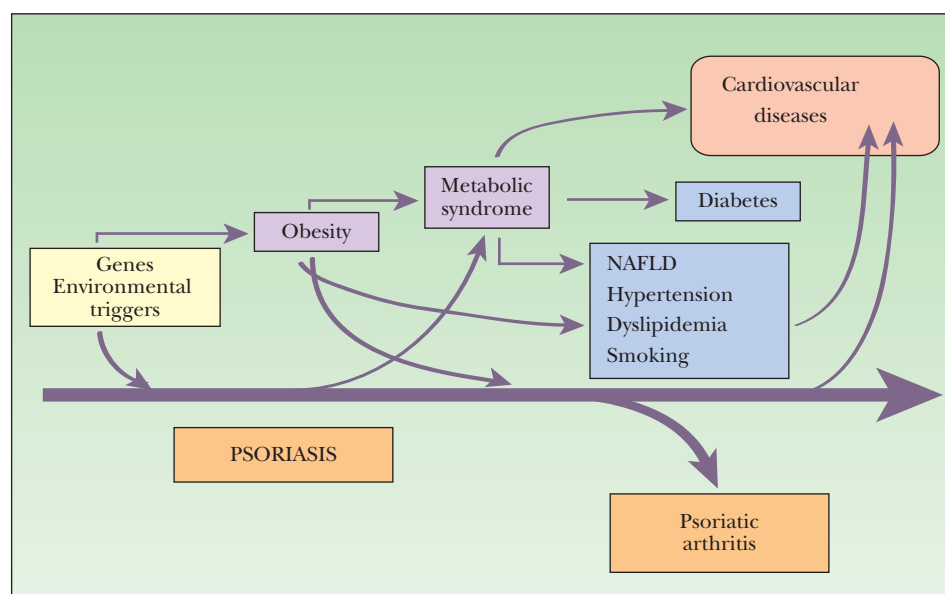 Cardiovascular
diseases
Metabolic
syndrome
Diabetes
Obesity
Genes
Environmental
triggers
NAFLD
Hypertension
Dyslipidemia
Smoking
PSORIASIS
Psoriatic
arthritis